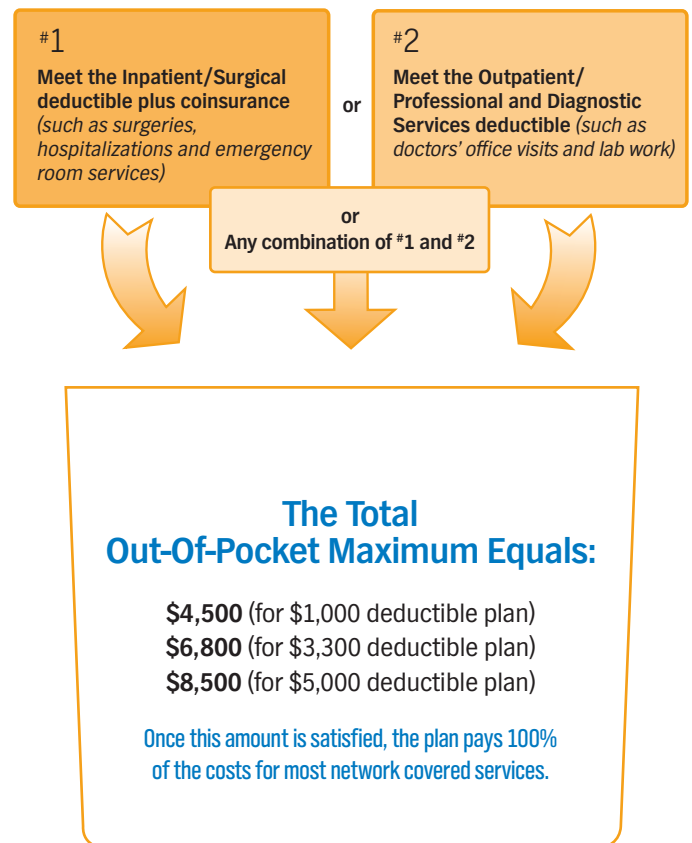 #1
Meet the Inpatient/Surgical
deductible plus coinsurance
(such as surgeries,
hospitalizations and emergency
room services)
or
#2
Meet the Outpatient/
Professional and Diagnostic
Services deductible (such as
doctors' office visits and lab work)
or
Any combination of #1 and #2
The Total
Out-Of-Pocket Maximum Equals:
$4,500 (for $1,000 deductible plan)
$6,800 (for $3,300 deductible plan)
$8,500 (for $5,000 deductible plan)
Once this amount is satisfied, the plan pays 100%
of the costs for most network covered services.